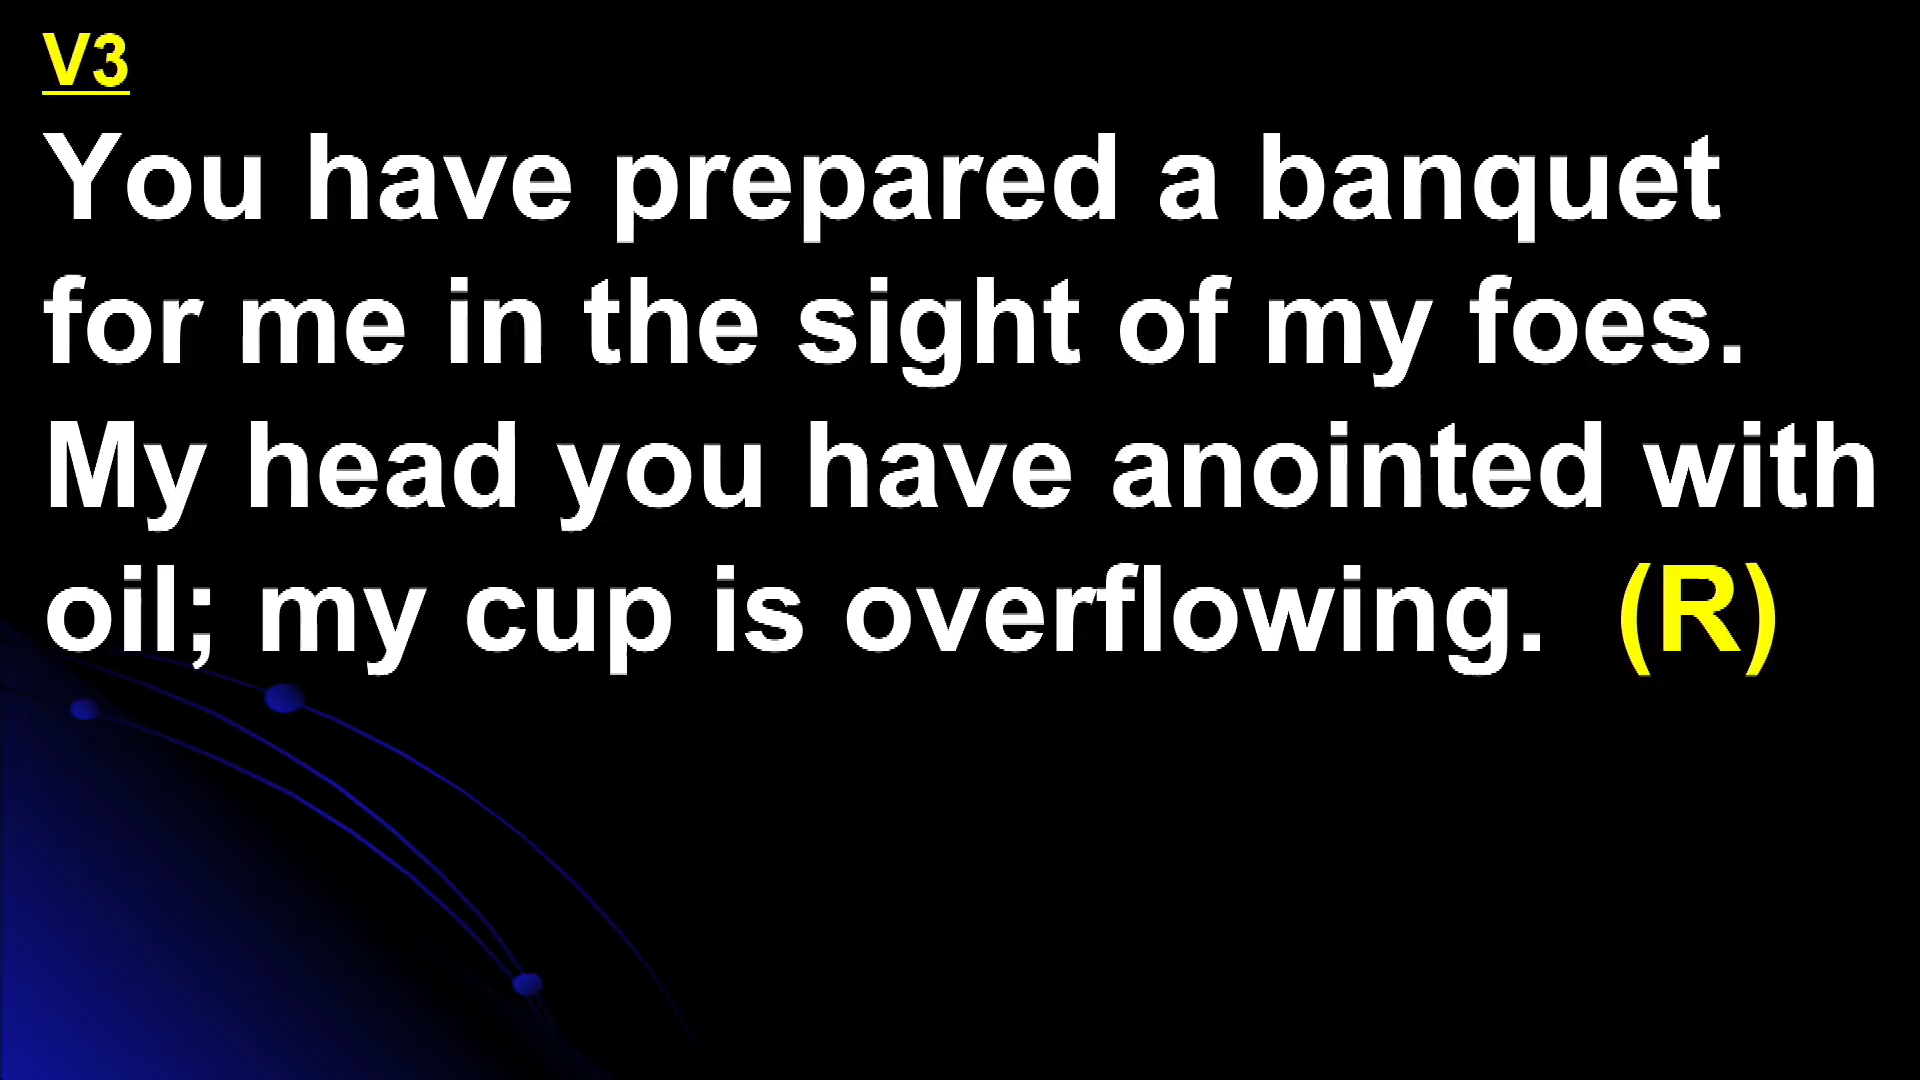 V3
You have prepared a banquet
for me in the sight of my foes.
My head you have anointed with
oil; my cup is overflowing. (R)